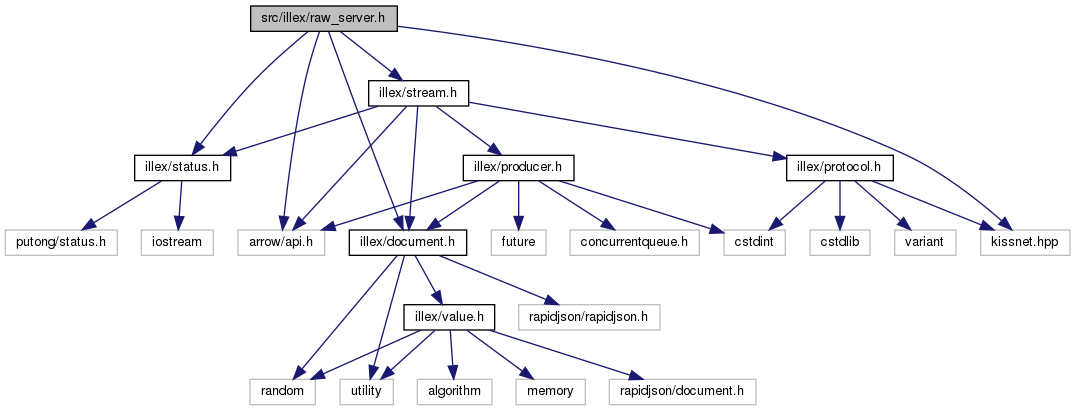 src/illex/raw_server.h
illex/stream.h
illex/status.h
illex/producer.h
illex/protocol.h
putong/status.h
iostream
arrow/api.h
illex/document.h
future
concurrentqueue.h
cstdint
cstdlib
variant
kissnet.hpp
illex/value.h
rapidjson/rapidjson.h
random
utility
algorithm
memory
rapidjson/document.h